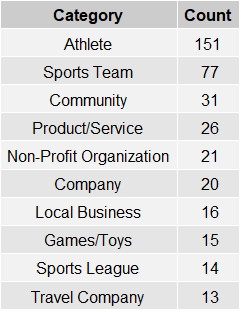 Category Count
Athlete 151
Sports Team 77
Community 31
Product/Service 26
Non-Profit Organization 21
Company 20
Local Business 16
Games/Toys 15
Sports League 14
Travel Company 13